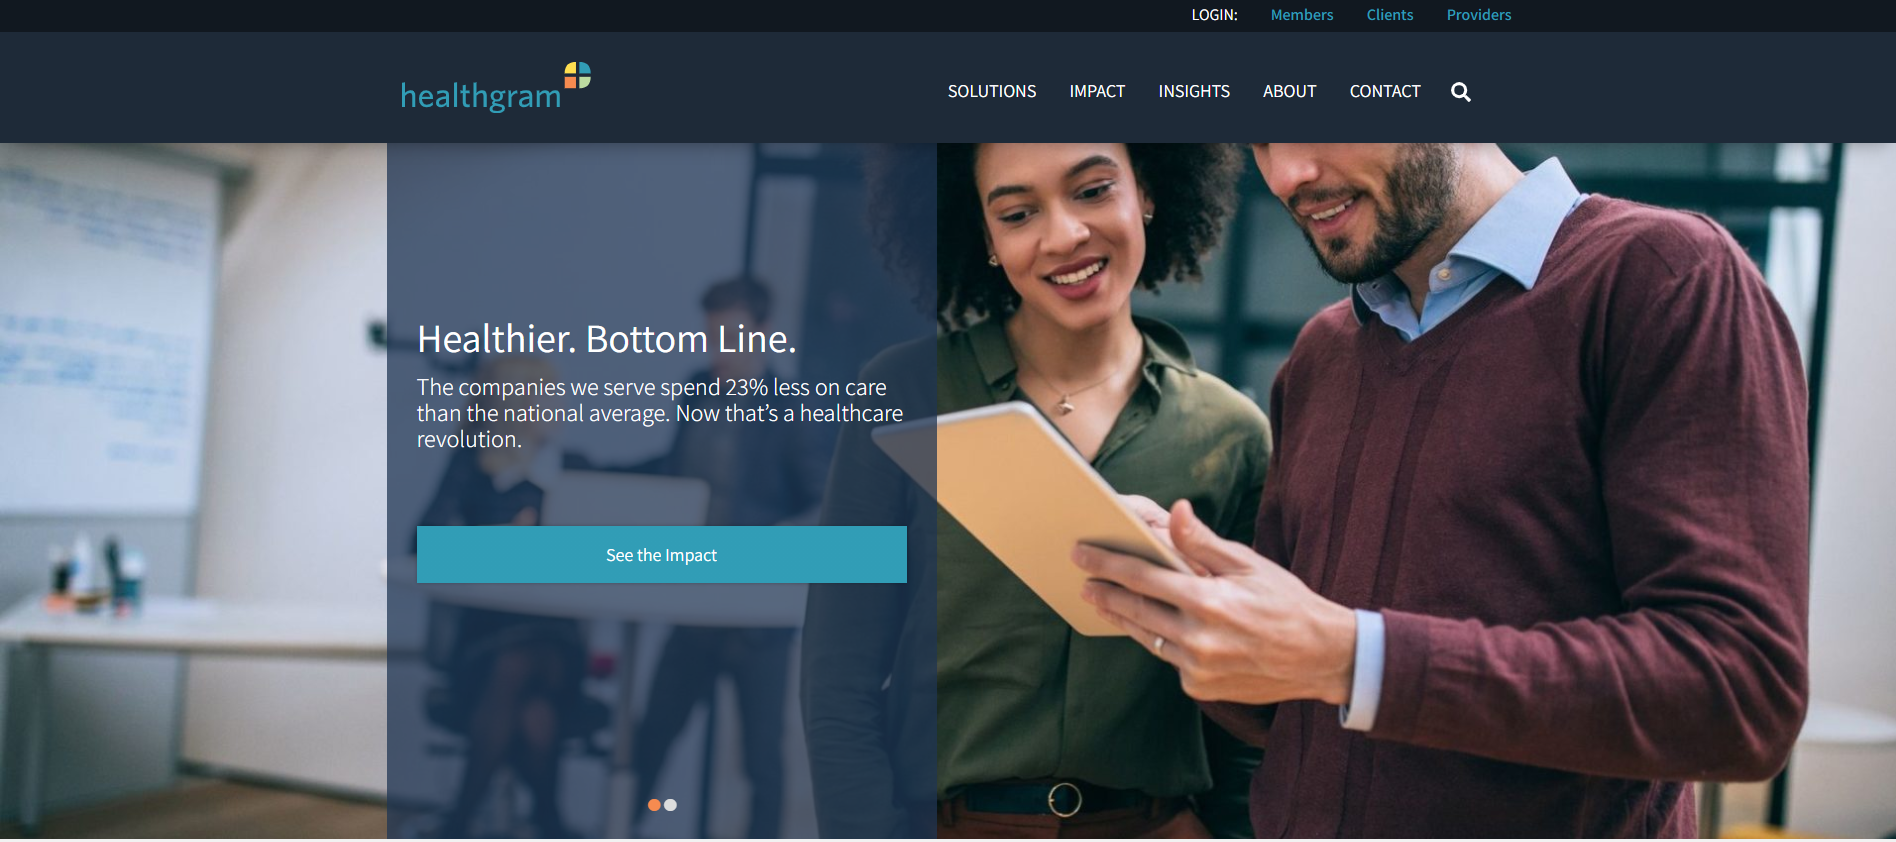 LOGIN: Members Clients Providers
healthgram
SOLUTIONS IMPACT INSIGHTS ABOUT CONTACT
Healthier. Bottom Line.
The companies we serve spend 23% less on care
than the national average. Now that’s a healthcare
revolution.
See the Impact